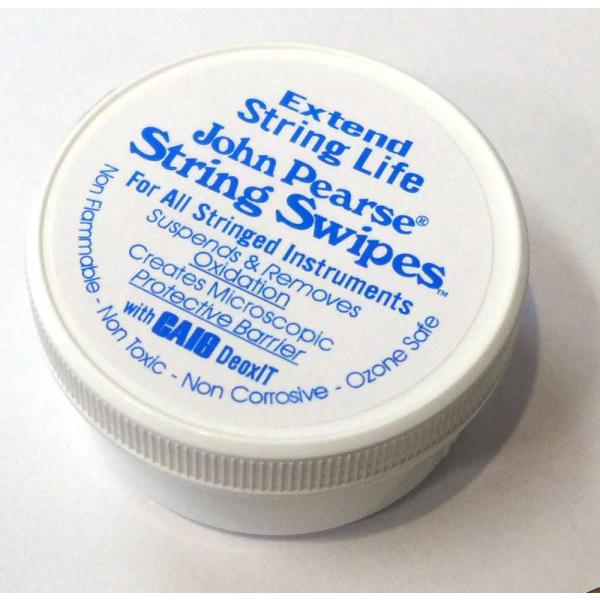 Extend
String Life
John Pearse®
String Swipes™
For All Stringed Instruments
Suspends & Removes
Oxidation
Creates Microscopic
Protective Barrier
with CAIG DeoxIT
Non Flammable - Non Toxic - Non Corrosive - Ozone Safe